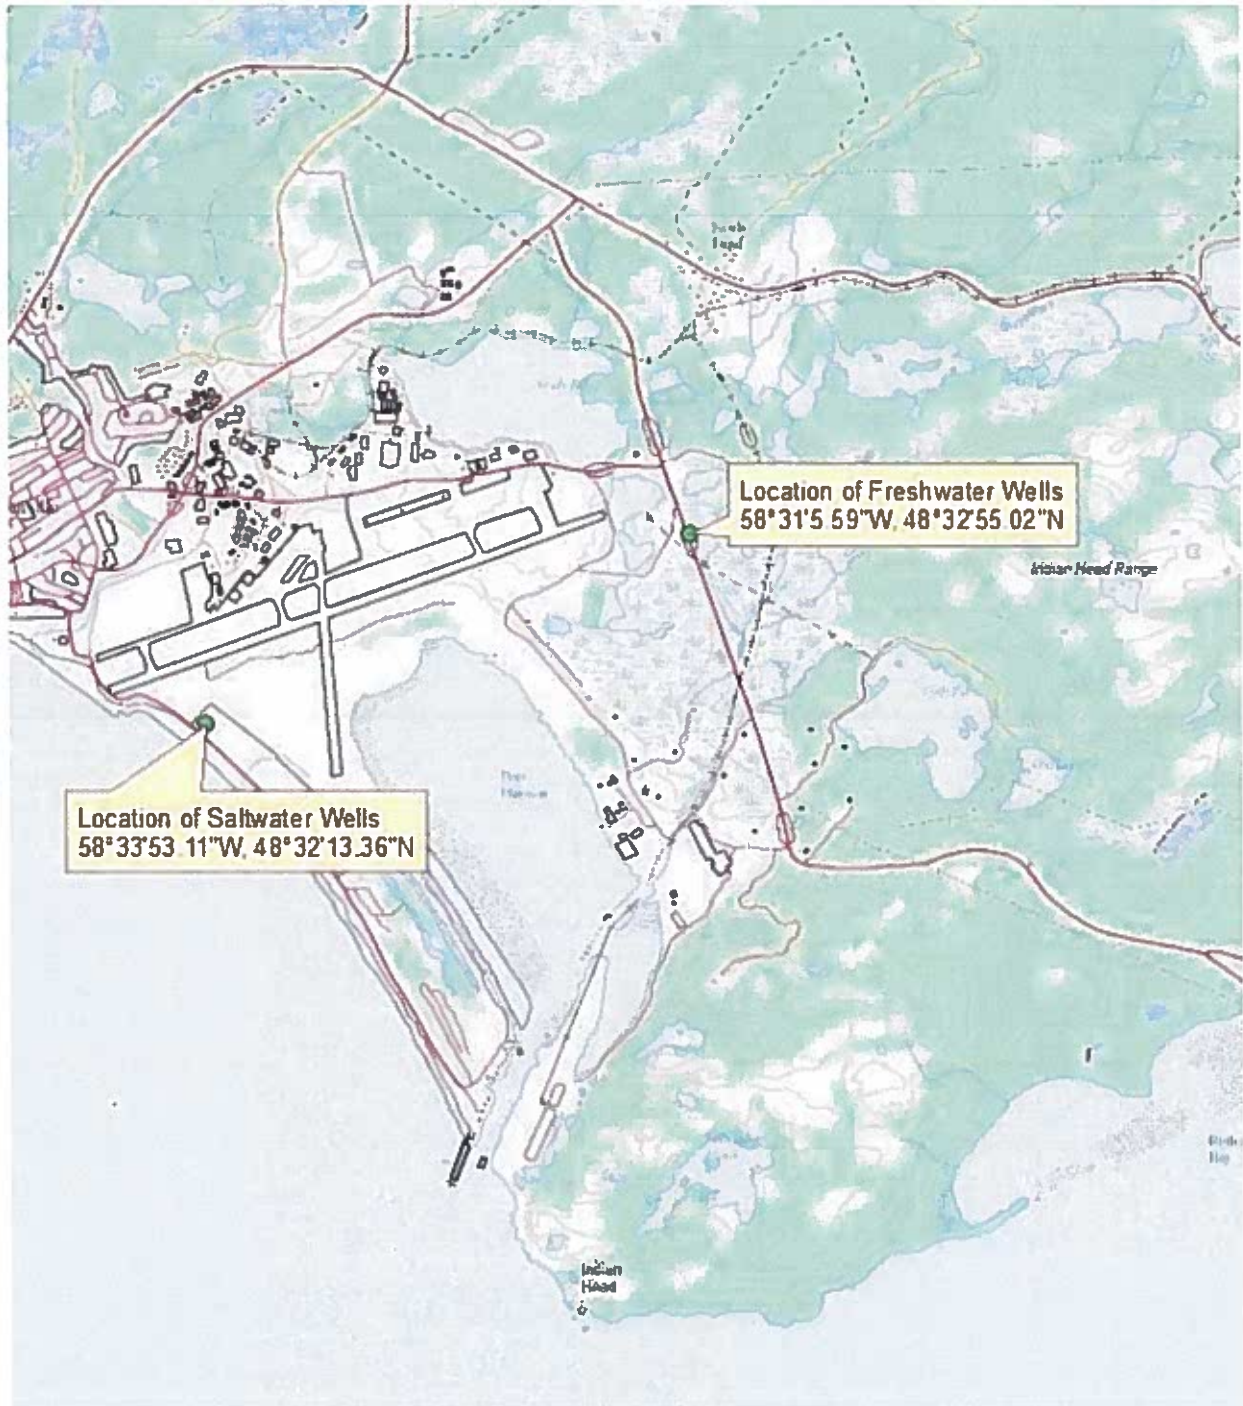 Location of Freshwater Wells
58°31'5.59"W, 48°32'55.02"N
Indian Head Range
Location of Saltwater Wells
58°33'53.11"W, 48°32'13.36"N
Indian
Head